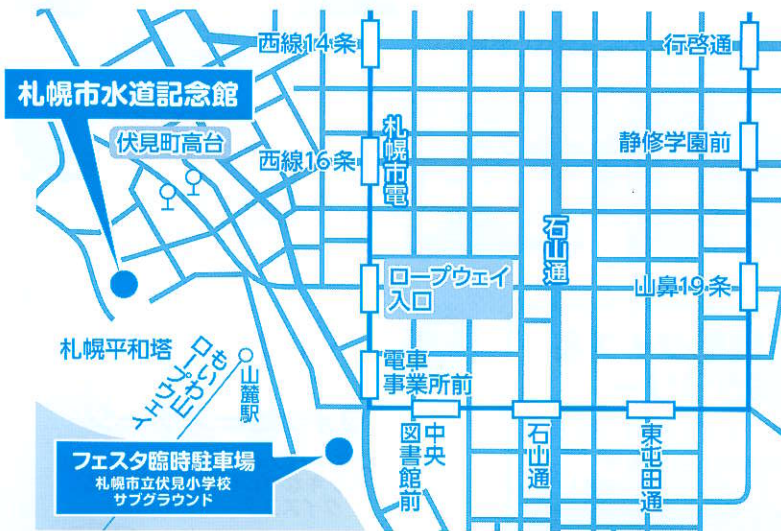 西線14条
行啓通
札幌市水道記念館
伏見町高台
西線16条
札幌市電
静修学園前
石山通
ロープウェイ
入口
山鼻19条
札幌平和塔
もいわ山
ロープウェイ
山麓駅
電車
事業所前
中央
図書館前
石山通
東屯田通
フェスタ臨時駐車場
札幌市立伏見小学校
サブグラウンド